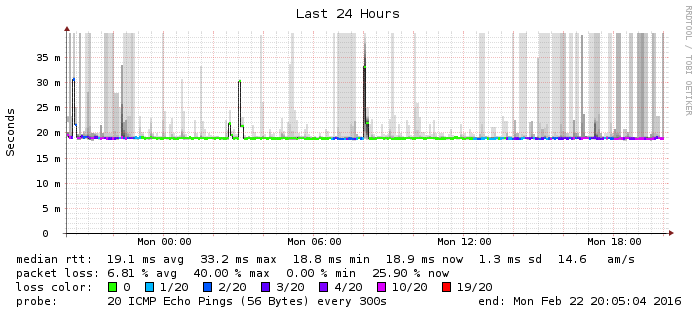 Last 24 Hours
RRDTOOL / TOBI OETIKER
Seconds
35 m
30 m
25 m
20 m
15 m
10 m
5 m
0
Mon 00:00 Mon 06:00 Mon 12:00 Mon 18:00
median rtt: 19.1 ms avg 33.2 ms max 18.8 ms min 18.9 ms now 1.3 ms sd 14.6 am/s
packet loss: 6.81 % avg 40.00 % max 0.00 % min 25.90 % now
loss color: 0 1/20 2/20 3/20 4/20 10/20 19/20
probe: 20 ICMP Echo Pings (56 Bytes) every 300s end: Mon Feb 22 20:05:04 2016